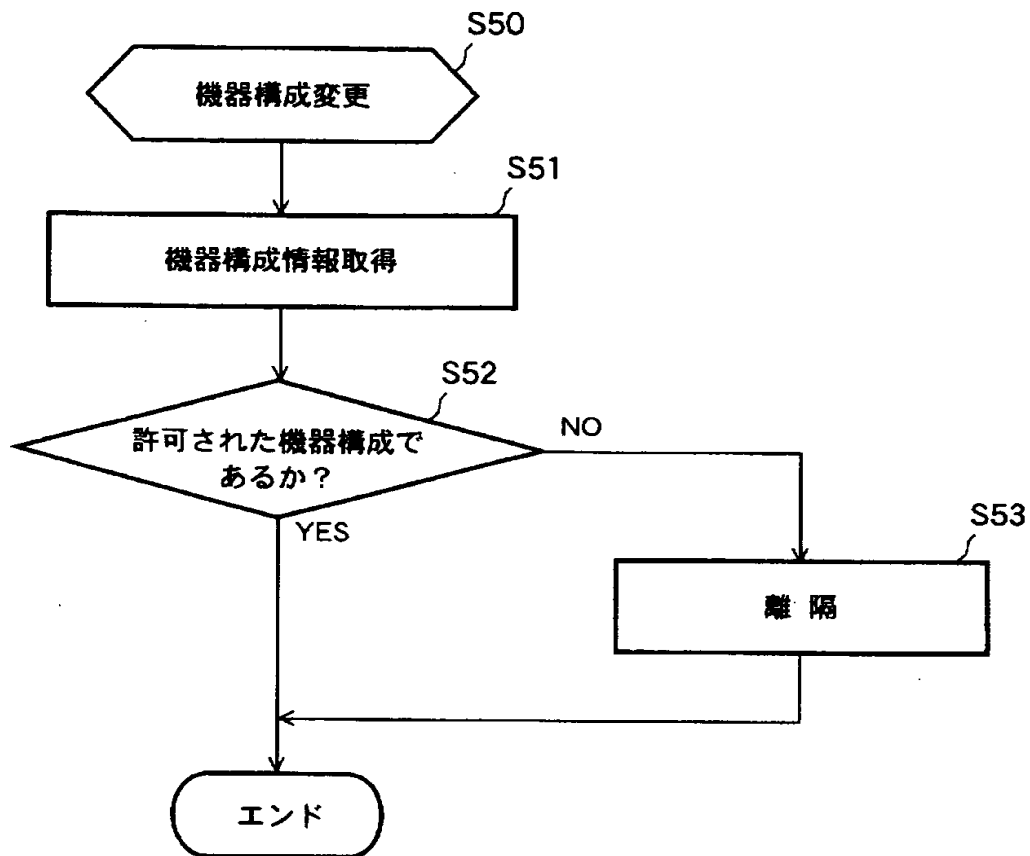 S50
機器構成変更
S51
機器構成情報取得
S52
許可された機器構成で
あるか？
NO
YES
S53
離 隔
エンド